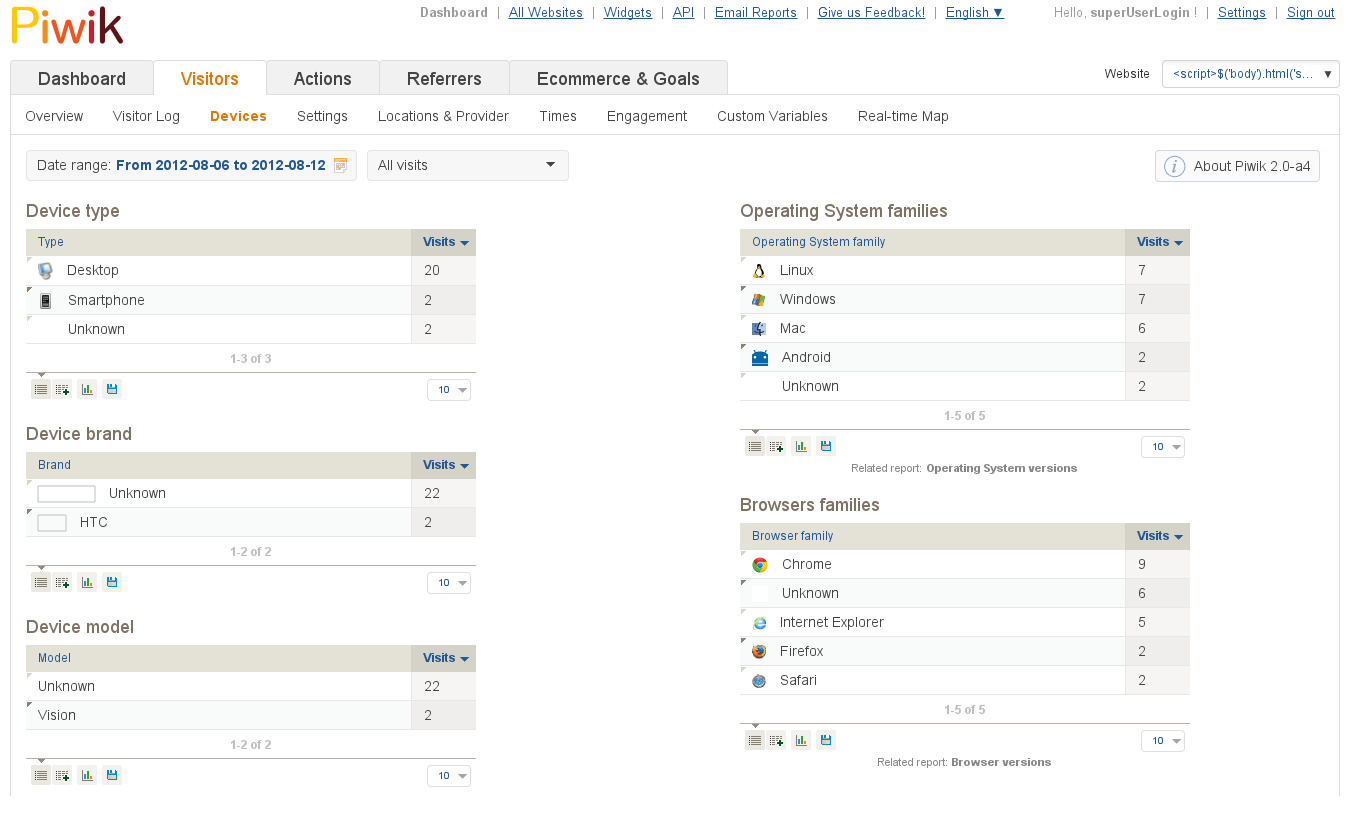 Piwik
Dashboard | All Websites | Widgets | API | Email Reports | Give us Feedback! | English ▼
Hello, superUserLogin ! | Settings | Sign out
Dashboard Visitors Actions Referrers Ecommerce & Goals
Website <script>$('body').html('s... ▼
Overview Visitor Log Devices Settings Locations & Provider Times Engagement Custom Variables Real-time Map
Date range: From 2012-08-06 to 2012-08-12
All visits
i About Piwik 2.0-a4
Device type
Type Visits
Desktop 20
Smartphone 2
Unknown 2
1-3 of 3
10
Device brand
Brand Visits
Unknown 22
HTC 2
1-2 of 2
10
Device model
Model Visits
Unknown 22
Vision 2
1-2 of 2
10
Operating System families
Operating System family Visits
Linux 7
Windows 7
Mac 6
Android 2
Unknown 2
1-5 of 5
10
Related report: Operating System versions
Browsers families
Browser family Visits
Chrome 9
Unknown 6
Internet Explorer 5
Firefox 2
Safari 2
1-5 of 5
10
Related report: Browser versions